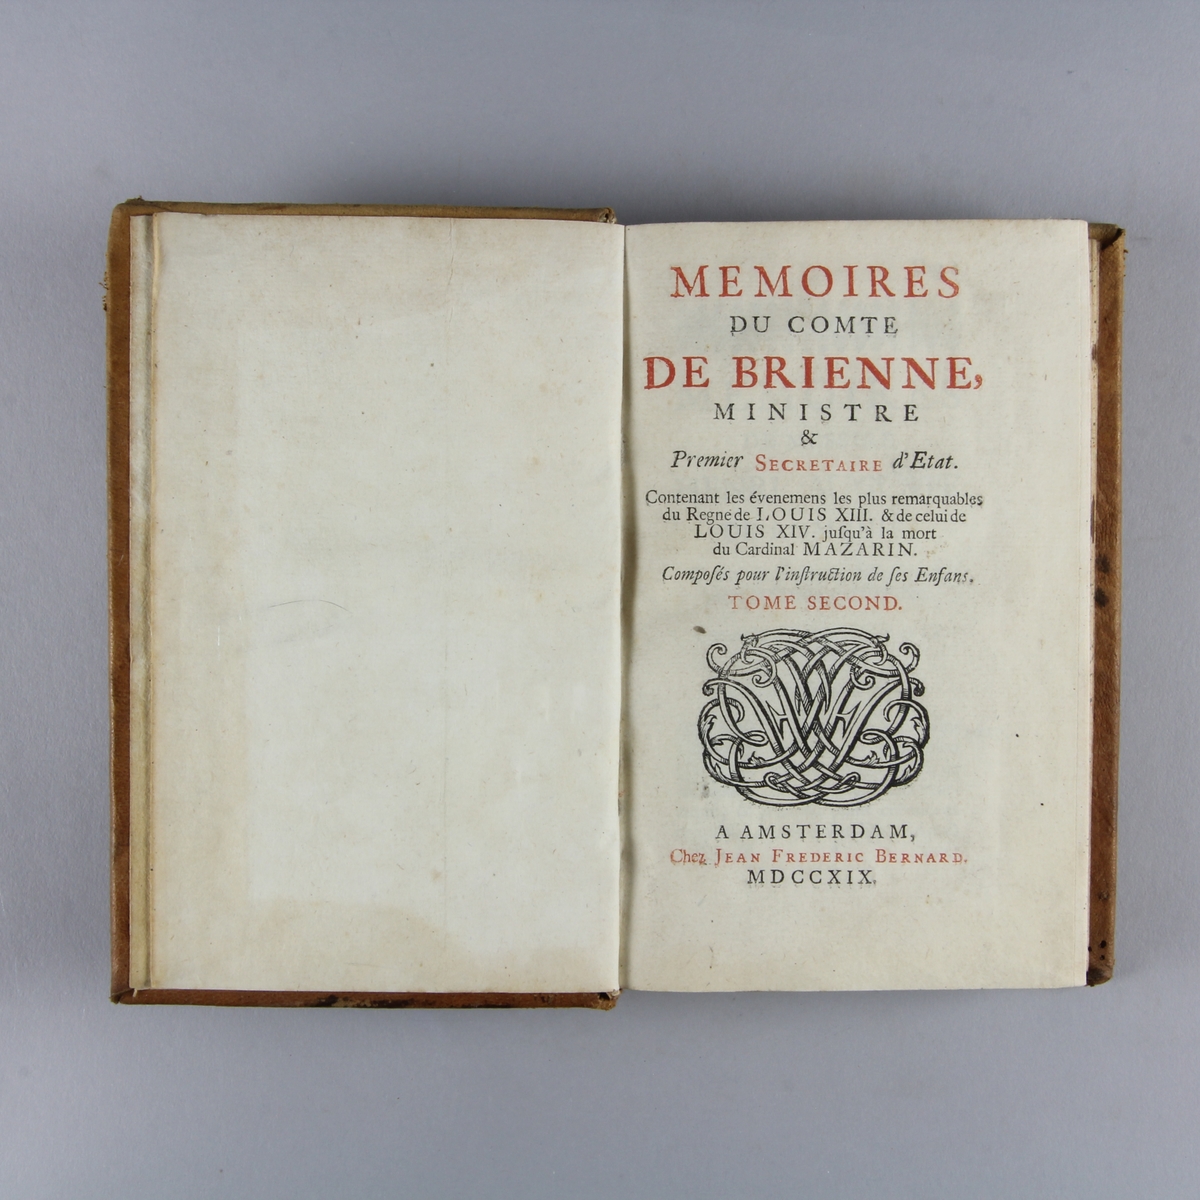 MEMOIRES
DU COMTE
DE BRIENNE,
MINISTRE
&
Premier SECRETAIRE d'Etat.
Contenant les évenemens les plus remarquables
du Regne de LOUIS XIII. & de celui de
LOUIS XIV. juſqu'à la mort
du Cardinal MAZARIN.
Compoſés pour l'inſtruction de ſes Enfans.
TOME SECOND.
A AMSTERDAM,
Chez JEAN FREDERIC BERNARD.
MDCCXIX.